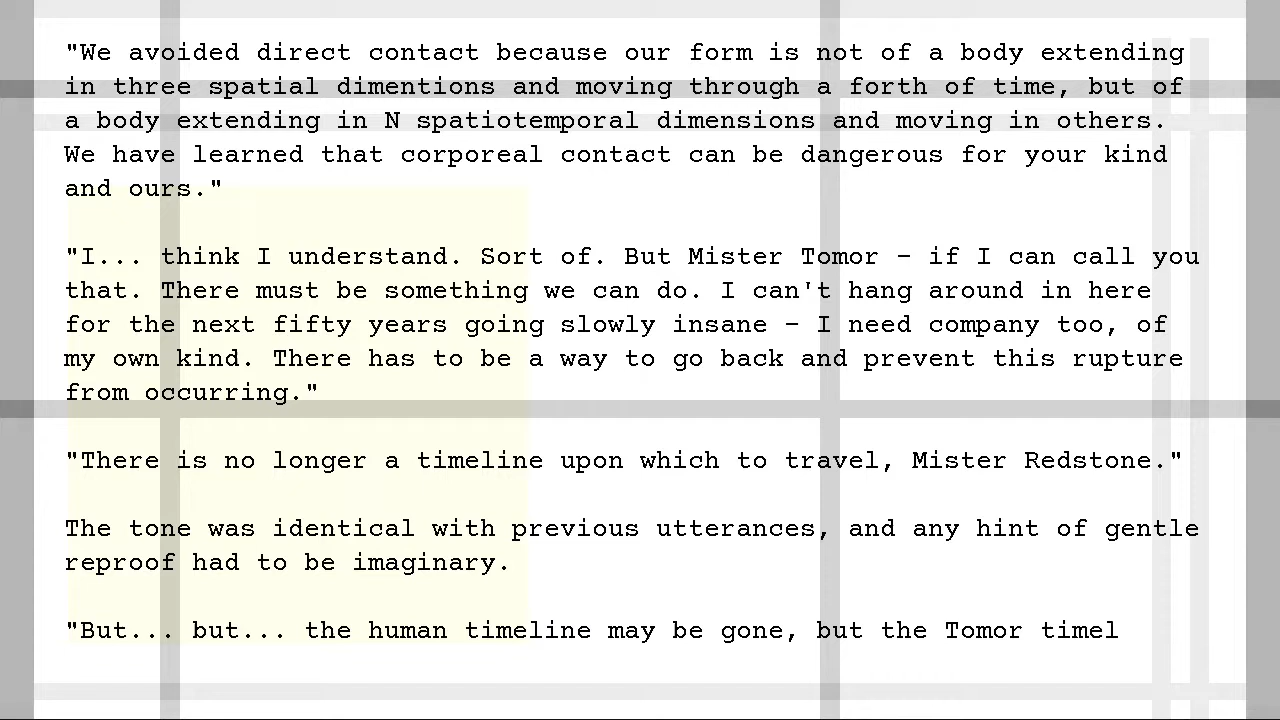 "We avoided direct contact because our form is not of a body extending
in three spatial dimentions and moving through a forth of time, but of
a body extending in N spatiotemporal dimensions and moving in others.
We have learned that corporeal contact can be dangerous for your kind
and ours."
"I... think I understand. Sort of. But Mister Tomor - if I can call you
that. There must be something we can do. I can't hang around in here
for the next fifty years going slowly insane - I need company too, of
my own kind. There has to be a way to go back and prevent this rupture
from occurring."
"There is no longer a timeline upon which to travel, Mister Redstone."
The tone was identical with previous utterances, and any hint of gentle
reproof had to be imaginary.
"But... but... the human timeline may be gone, but the Tomor timel